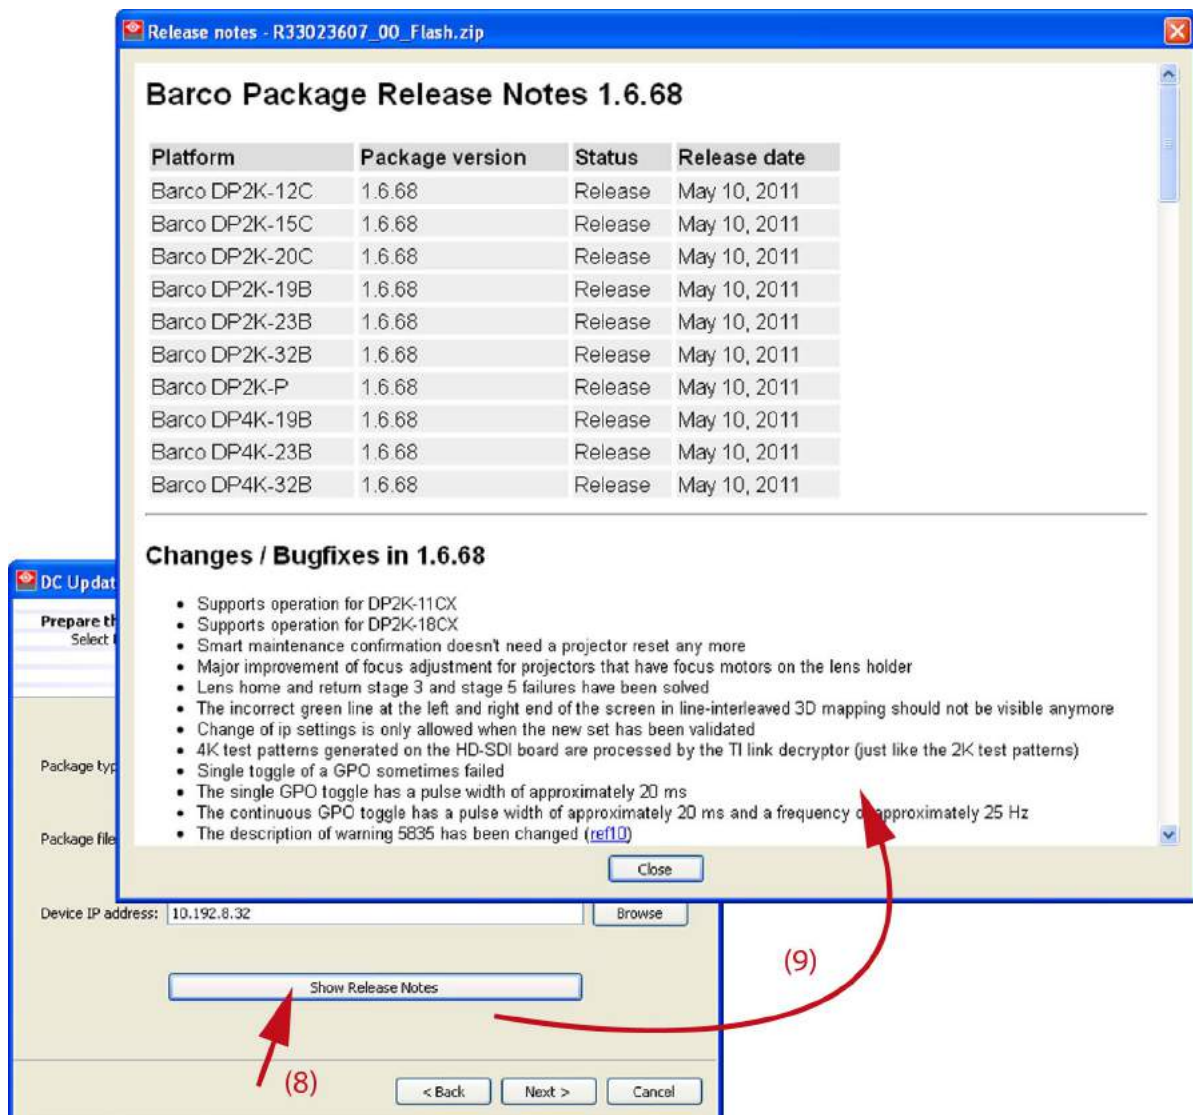 Release notes - R33023607_00_Flash.zip
Barco Package Release Notes 1.6.68
Platform Package version Status Release date
Barco DP2K-12C 1.6.68 Release May 10, 2011
Barco DP2K-15C 1.6.68 Release May 10, 2011
Barco DP2K-20C 1.6.68 Release May 10, 2011
Barco DP2K-19B 1.6.68 Release May 10, 2011
Barco DP2K-23B 1.6.68 Release May 10, 2011
Barco DP2K-32B 1.6.68 Release May 10, 2011
Barco DP2K-P 1.6.68 Release May 10, 2011
Barco DP4K-19B 1.6.68 Release May 10, 2011
Barco DP4K-23B 1.6.68 Release May 10, 2011
Barco DP4K-32B 1.6.68 Release May 10, 2011
Changes / Bugfixes in 1.6.68
• Supports operation for DP2K-11CX
• Supports operation for DP2K-18CX
• Smart maintenance confirmation doesn't need a projector reset any more
• Major improvement of focus adjustment for projectors that have focus motors on the lens holder
• Lens home and return stage 3 and stage 5 failures have been solved
• The incorrect green line at the left and right end of the screen in line-interleaved 3D mapping should not be visible anymore
• Change of ip settings is only allowed when the new set has been validated
• 4K test patterns generated on the HD-SDI board are processed by the TI link decryptor (just like the 2K test patterns)
• Single toggle of a GPO sometimes failed
• The single GPO toggle has a pulse width of approximately 20 ms
• The continuous GPO toggle has a pulse width of approximately 20 ms and a frequency of approximately 25 Hz
• The description of warning 5835 has been changed (ref10)
Close
DC Updat
Prepare th
Select
Package typ
Package file
Device IP address: 10.192.8.32 Browse
Show Release Notes
(9)
(8)
< Back Next > Cancel